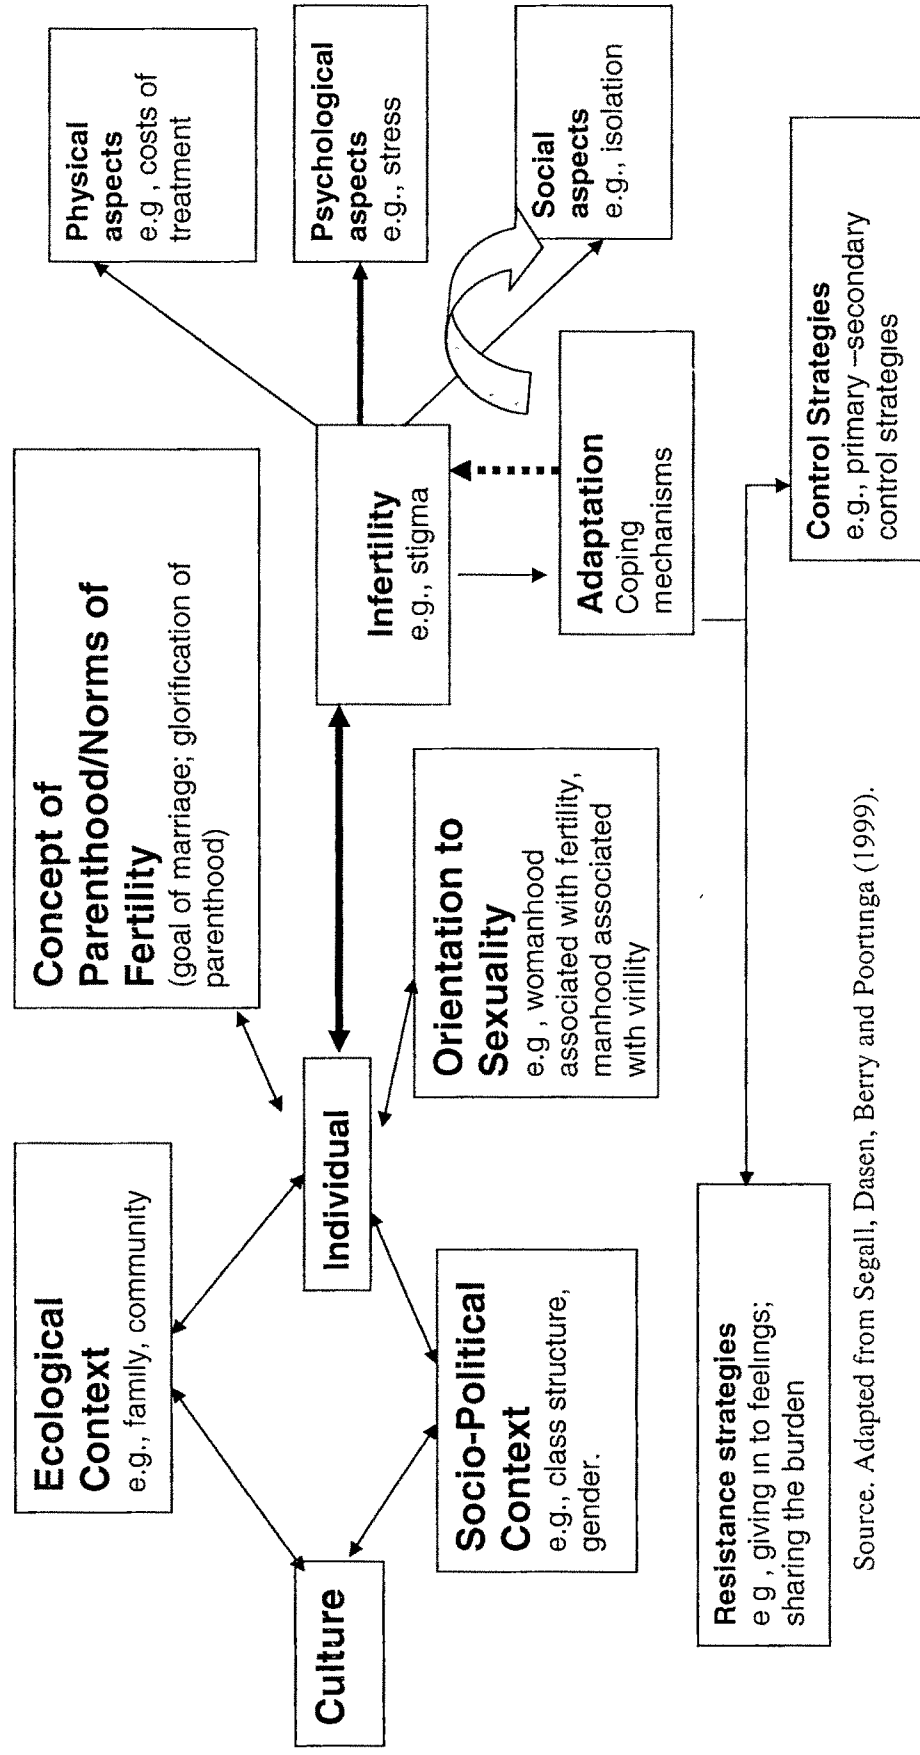 Culture
Ecological
Context
e.g., family, community
Socio-Political
Context
e.g., class structure,
gender.
Individual
Concept of
Parenthood/Norms of
Fertility
(goal of marriage; glorification of
parenthood)
Orientation to
Sexuality
e.g , womanhood
associated with fertility,
manhood associated
with virility
Infertility
e.g., stigma
Physical
aspects
e.g , costs of
treatment
Psychological
aspects
e.g., stress
Social
aspects
e.g., isolation
Adaptation
Coping
mechanisms
Resistance strategies
e g , giving in to feelings;
sharing the burden
Control Strategies
e.g., primary –secondary
control strategies
Source. Adapted from Segall, Dasen, Berry and Poortunga (1999).